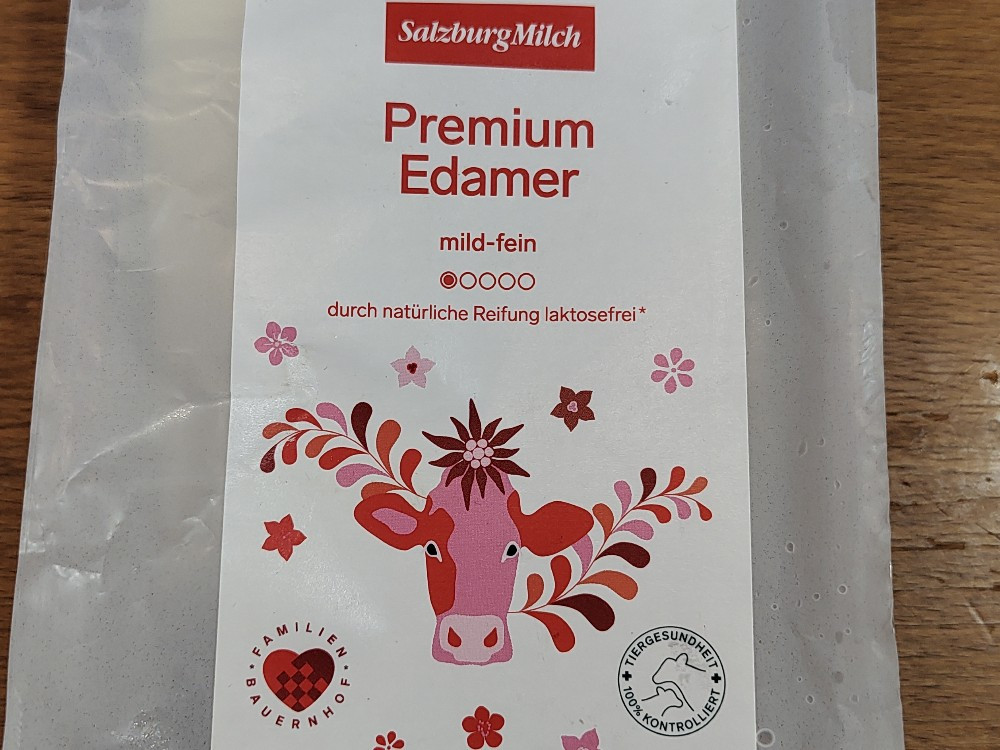 SalzburgMilch
Premium
Edamer
mild-fein
durch natürliche Reifung laktosefrei*
FAMILIEN
BAUERNHOF
TIERGESUNDHEIT
100% KONTROLLIERT